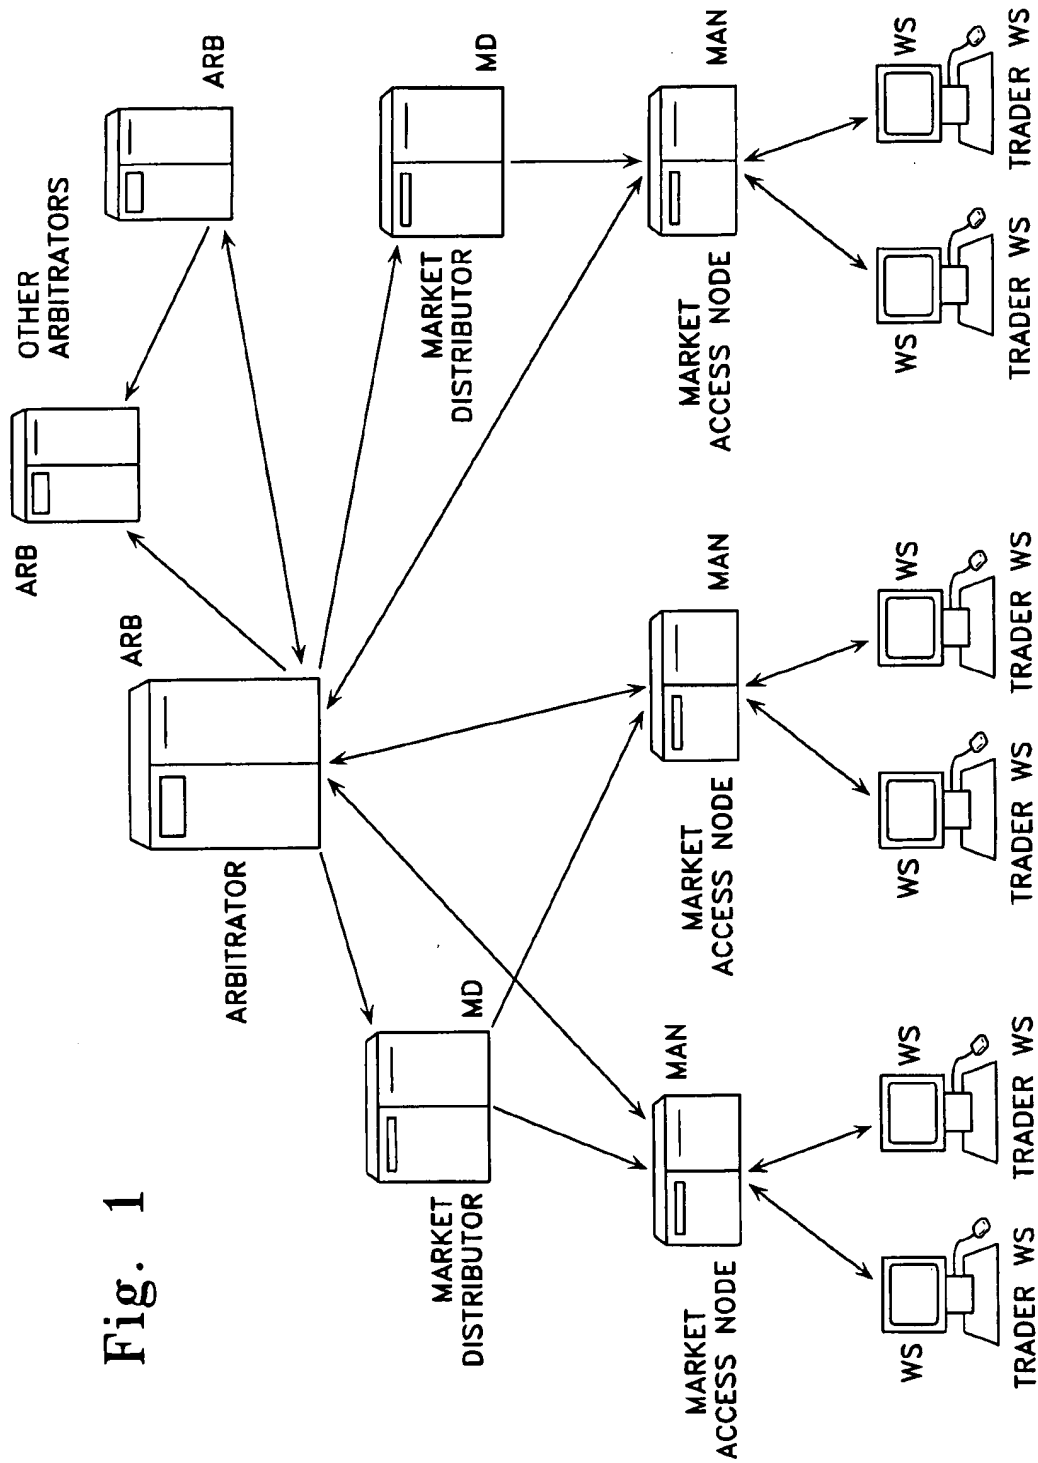 Fig. 1
OTHER
ARBITRATORS
ARB
ARB
ARB
ARBITRATOR
MARKET
DISTRIBUTOR
MD
MARKET
DISTRIBUTOR
MD
MARKET
ACCESS NODE
MAN
MARKET
ACCESS NODE
MAN
MARKET
ACCESS NODE
MAN
WS
WS
WS
WS
WS
WS
TRADER WS
TRADER WS
TRADER WS
TRADER WS
TRADER WS
TRADER WS